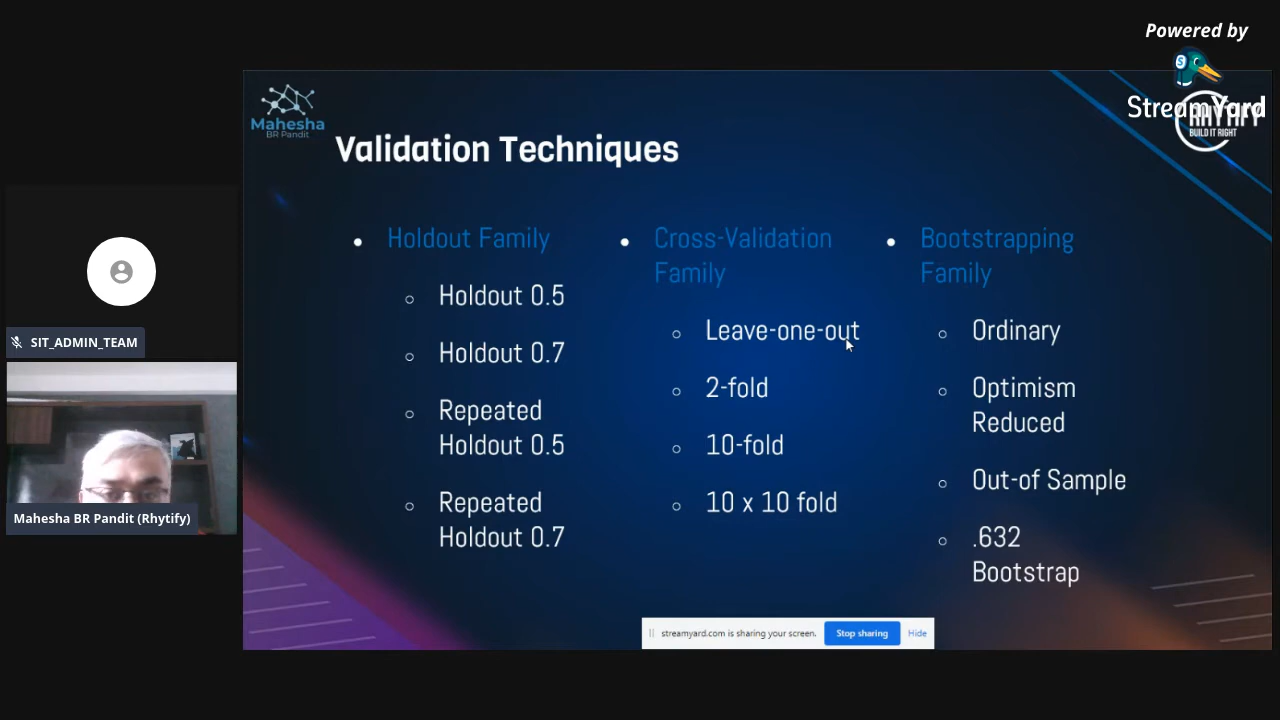 Powered by
StreamYard
RHYTIFY
BUILD IT RIGHT
Mahesha
BR Pandit
Validation Techniques
Holdout Family
Holdout 0.5
Holdout 0.7
Repeated
Holdout 0.5
Repeated
Holdout 0.7
Cross-Validation
Family
Leave-one-out
2-fold
10-fold
10 x 10 fold
Bootstrapping
Family
Ordinary
Optimism
Reduced
Out-of Sample
.632
Bootstrap
SIT_ADMIN_TEAM
Mahesha BR Pandit (Rhytify)
streamyard.com is sharing your screen.
Stop sharing
Hide